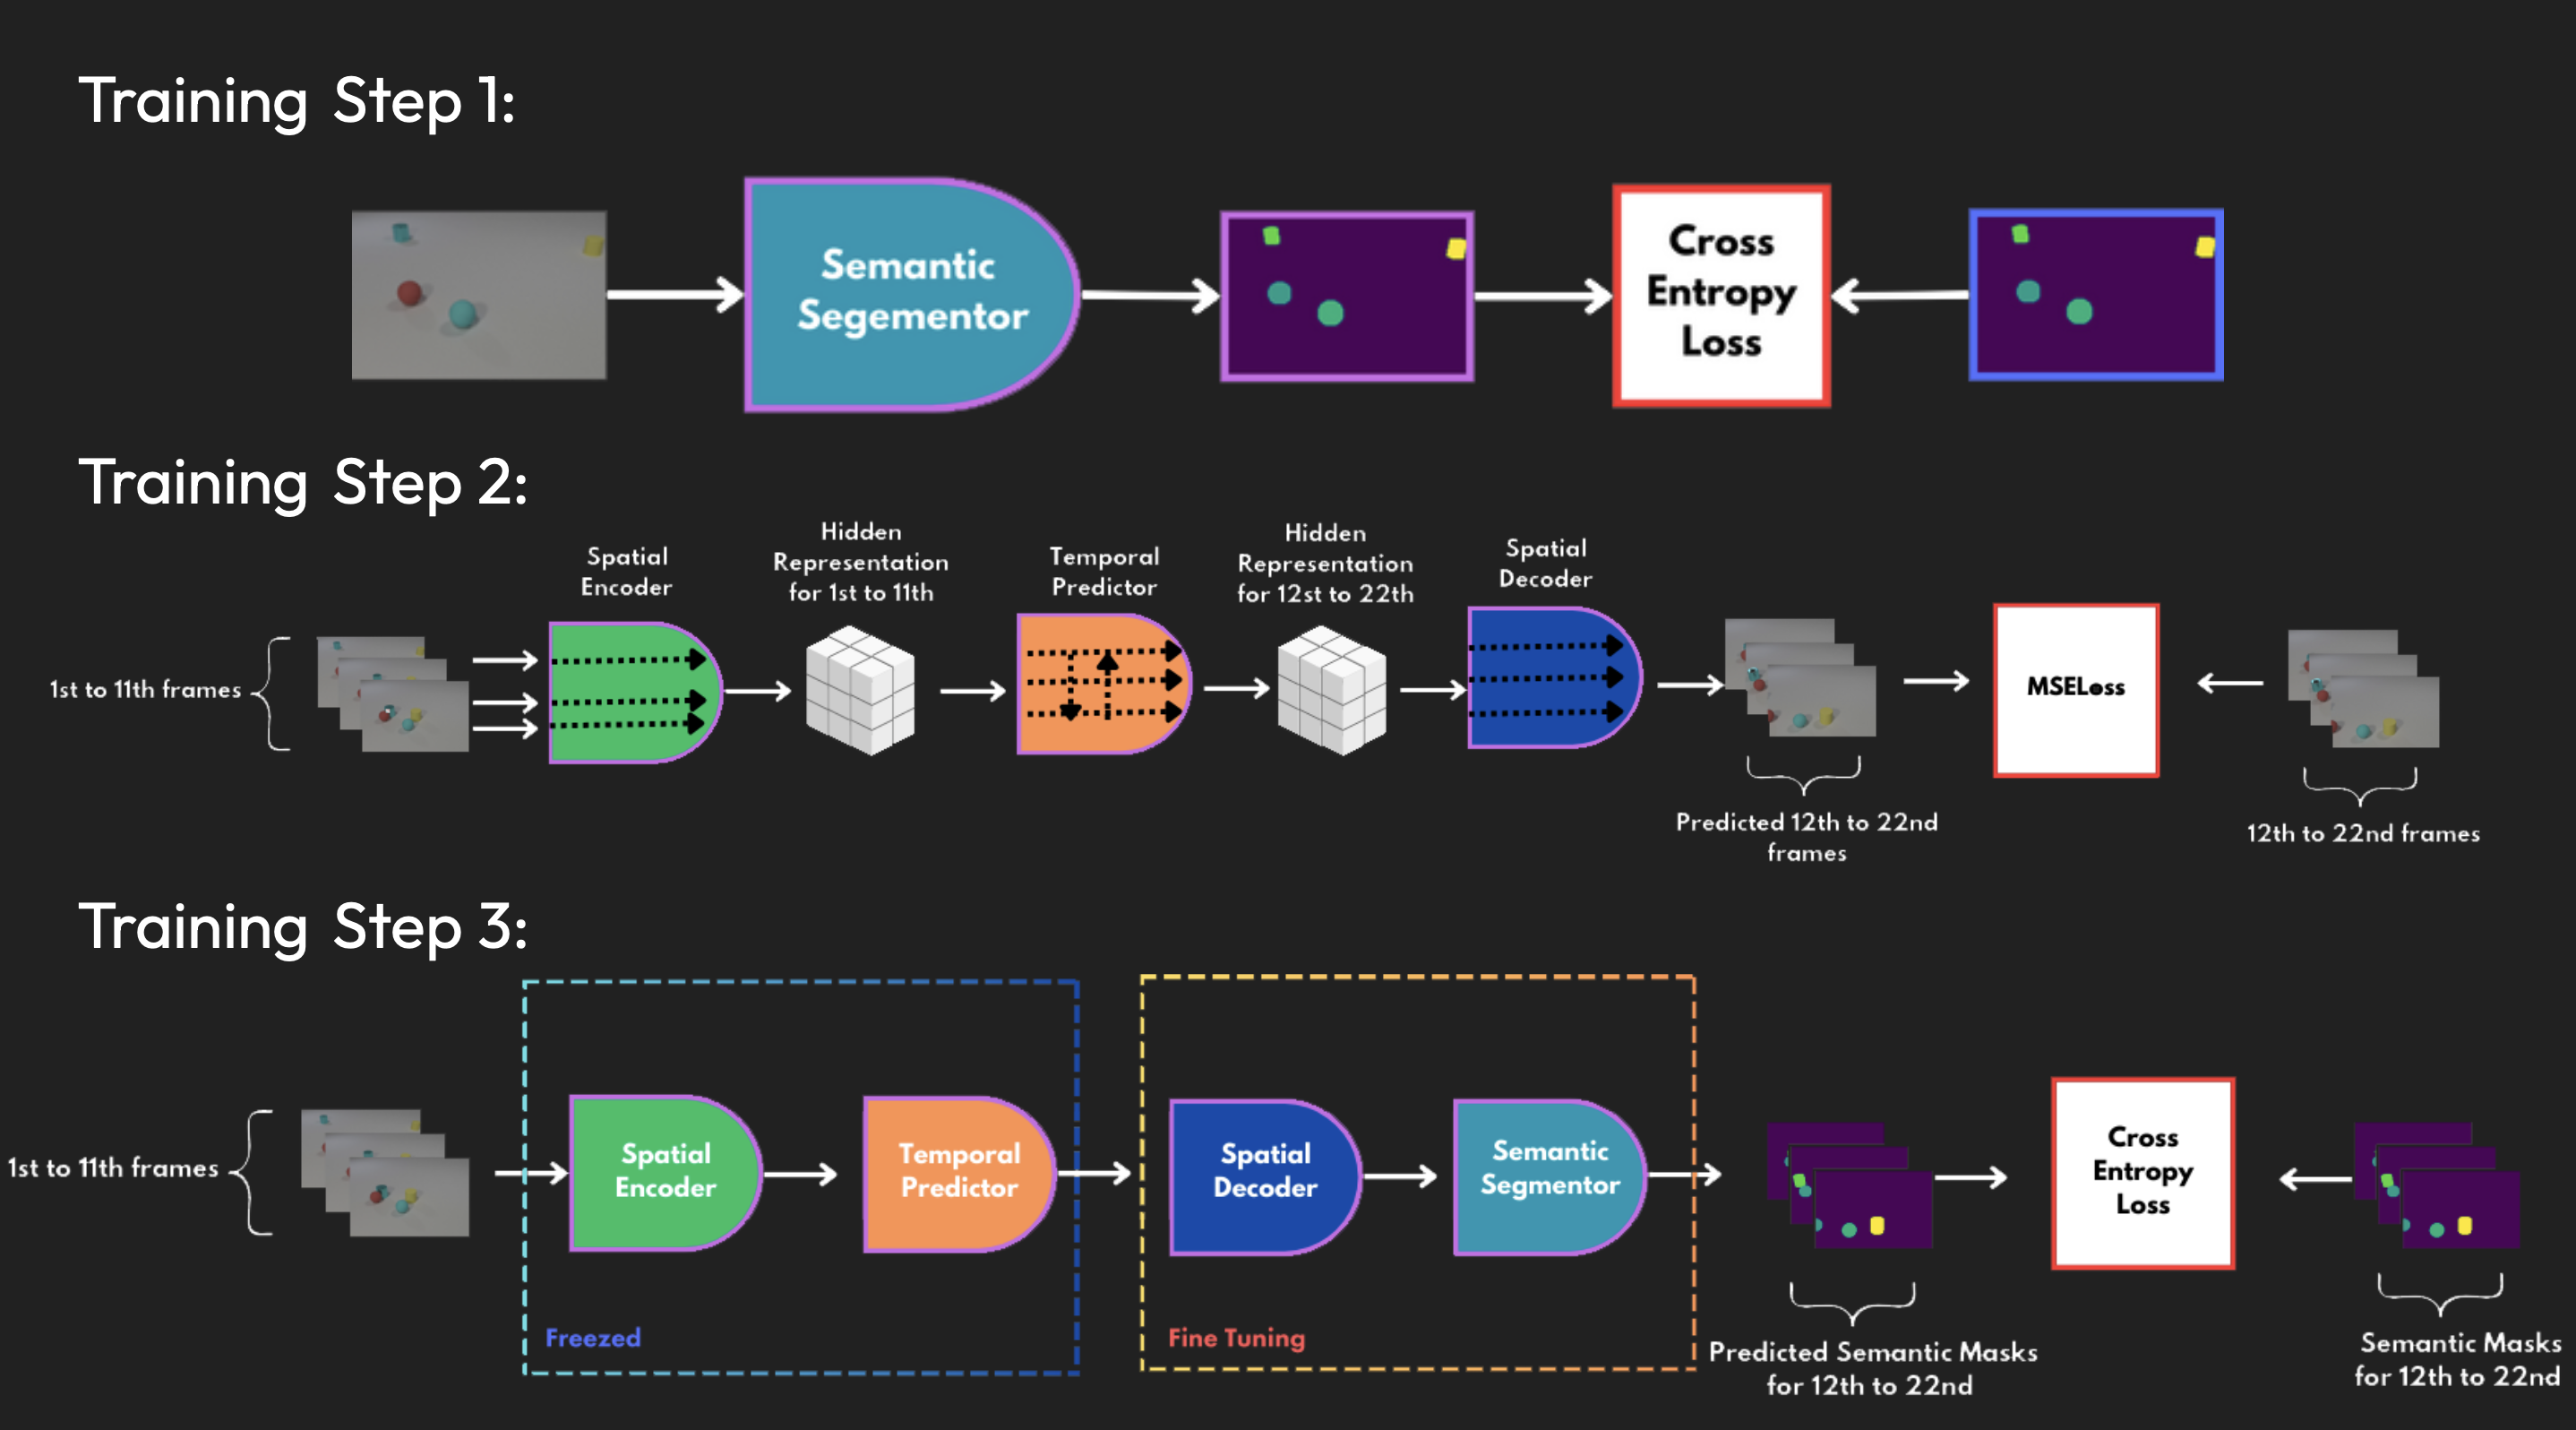 Training Step 1:
Semantic
Segementor
Cross
Entropy
Loss
Training Step 2:
1st to 11th frames
Spatial
Encoder
Hidden
Representation
for 1st to 11th
Temporal
Predictor
Hidden
Representation
for 12st to 22th
Spatial
Decoder
Predicted 12th to 22nd
frames
MSELoss
12th to 22nd frames
Training Step 3:
1st to 11th frames
Spatial
Encoder
Temporal
Predictor
Freezed
Spatial
Decoder
Semantic
Segmentor
Fine Tuning
Predicted Semantic Masks
for 12th to 22nd
Cross
Entropy
Loss
Semantic Masks
for 12th to 22nd